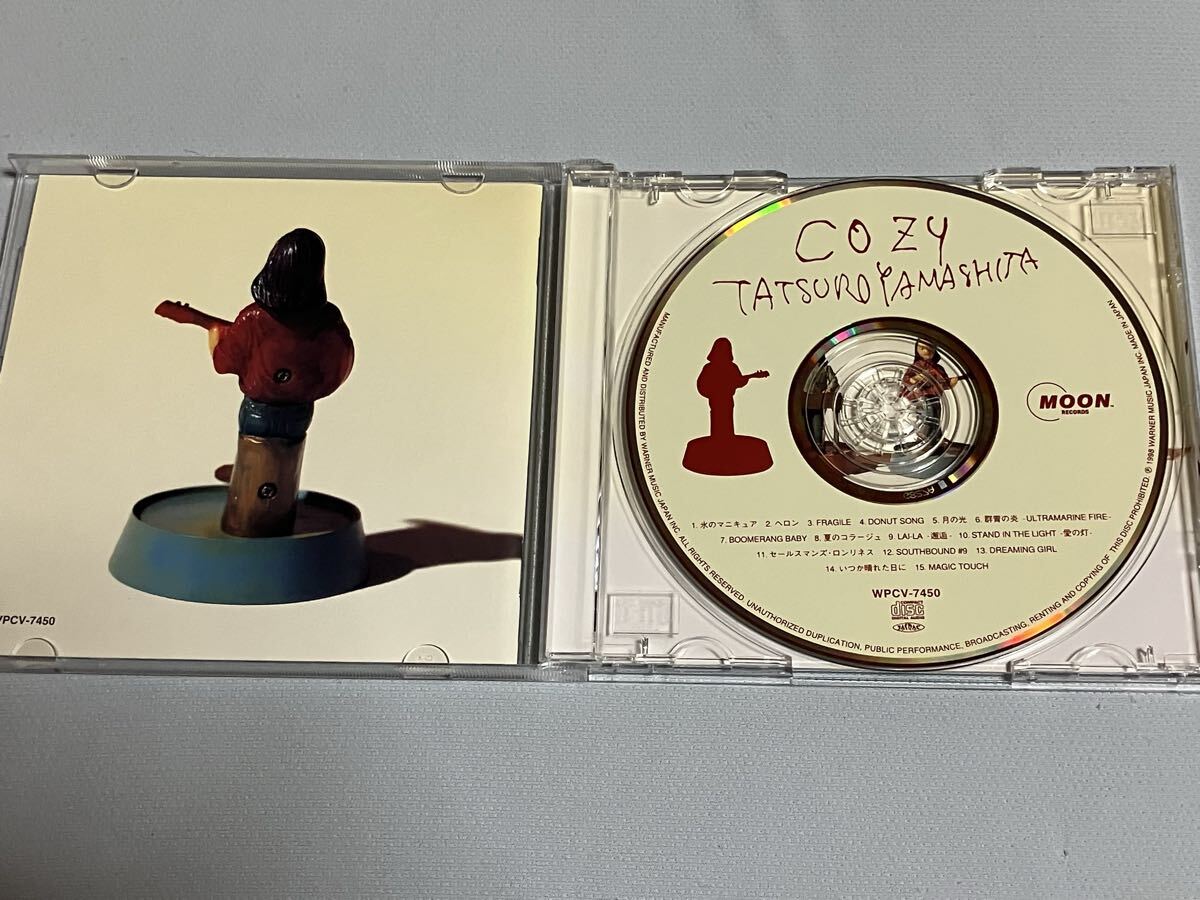 WPCV-7450
COZY
TATSURO YAMASHITA
MOON
RECORDS
1. 氷のマニキュア 2. ヘロン 3. FRAGILE 4. DONUT SONG 5. 月の光 6. 群青の炎 -ULTRAMARINE FIRE-
7. BOOMERANG BABY 8. 夏のコラージュ 9. LAI-LA -邂逅- 10. STAND IN THE LIGHT -愛の灯-
11. セールスマンズ・ロンリネス 12. SOUTHBOUND #9 13. DREAMING GIRL
14. いつか晴れた日に 15. MAGIC TOUCH
WPCV-7450
COMPACT
disc
DIGITAL AUDIO
MANUFACTURED AND DISTRIBUTED BY WARNER MUSIC JAPAN INC. ALL RIGHTS RESERVED. UNAUTHORIZED DUPLICATION, PUBLIC PERFORMANCE, BROADCASTING, RENTING AND COPYING OF THIS DISC PROHIBITED. ℗ 1998 WARNER MUSIC JAPAN INC. MADE IN JAPAN